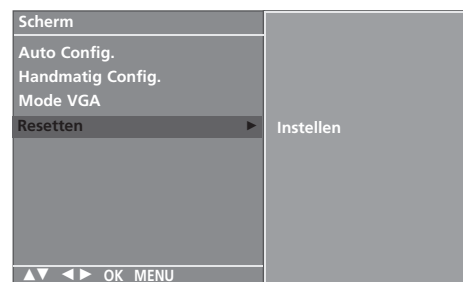 Scherm
Auto Config.
Handmatig Config.
Mode VGA
Resetten ►
Instellen
▲▼ ◄► OK MENU